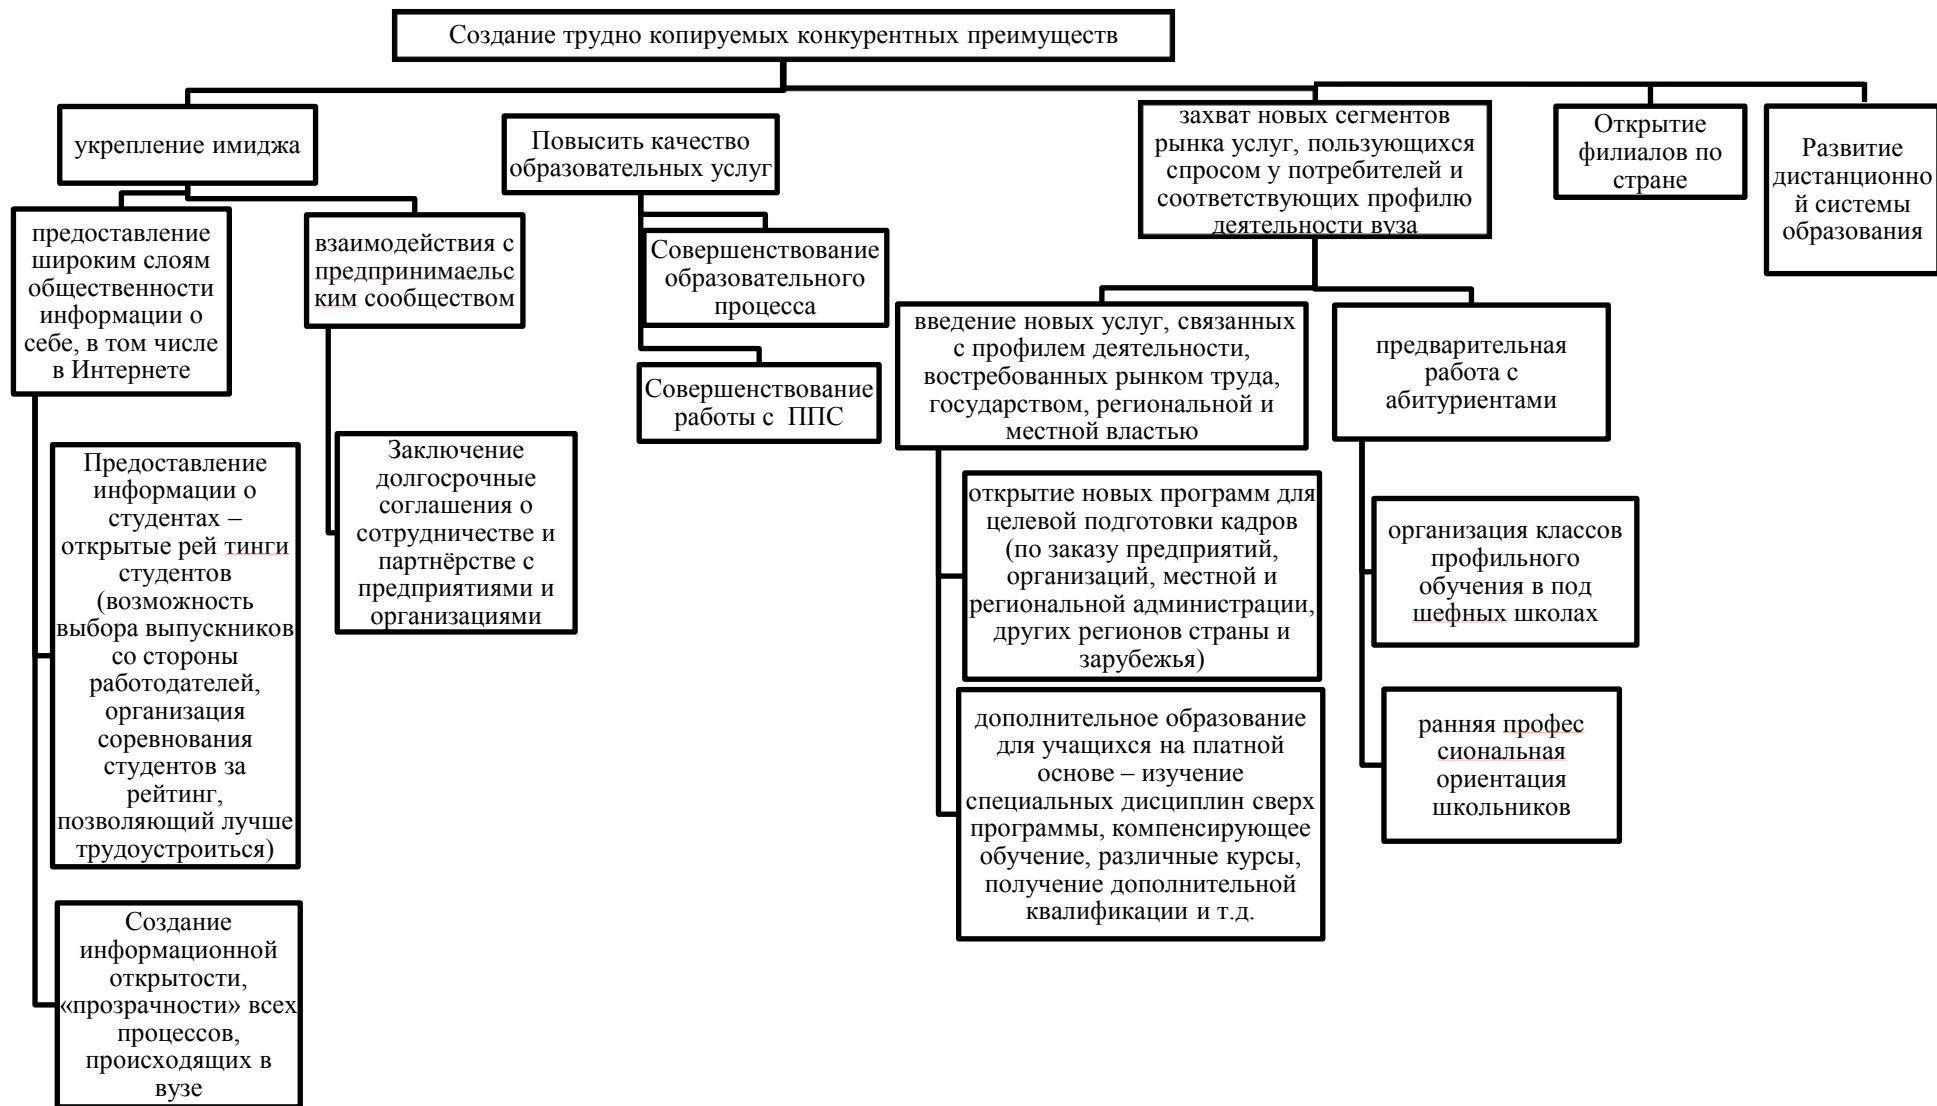 Создание трудно копируемых конкурентных преимуществ
укрепление имиджа
предоставление
широким слоям
общественности
информации о
себе, в том числе
в Интернете
Предоставление
информации о
студентах –
открытые рей тинги
студентов
(возможность
выбора выпускников
со стороны
работодателей,
организация
соревнования
студентов за
рейтинг,
позволяющий лучше
трудоустроиться)
Создание
информационной
открытости,
«прозрачности» всех
процессов,
происходящих в
вузе
взаимодействия с
предпринимаельс
ким сообществом
Заключение
долгосрочные
соглашения о
сотрудничестве и
партнёрстве с
предприятиями и
организациями
Повысить качество
образовательных услуг
Совершенствование
образовательного
процесса
Совершенствование
работы с ППС
захват новых сегментов
рынка услуг, пользующихся
спросом у потребителей и
соответствующих профилю
деятельности вуза
введение новых услуг, связанных
с профилем деятельности,
востребованных рынком труда,
государством, региональной и
местной властью
открытие новых программ для
целевой подготовки кадров
(по заказу предприятий,
организаций, местной и
региональной администрации,
других регионов страны и
зарубежья)
дополнительное образование
для учащихся на платной
основе – изучение
специальных дисциплин сверх
программы, компенсирующее
обучение, различные курсы,
получение дополнительной
квалификации и т.д.
предварительная
работа с
абитуриентами
организация классов
профильного
обучения в под
шефных школах
ранняя профес
сиональная
ориентация
школьников
Открытие
филиалов по
стране
Развитие
дистанционно
й системы
образования